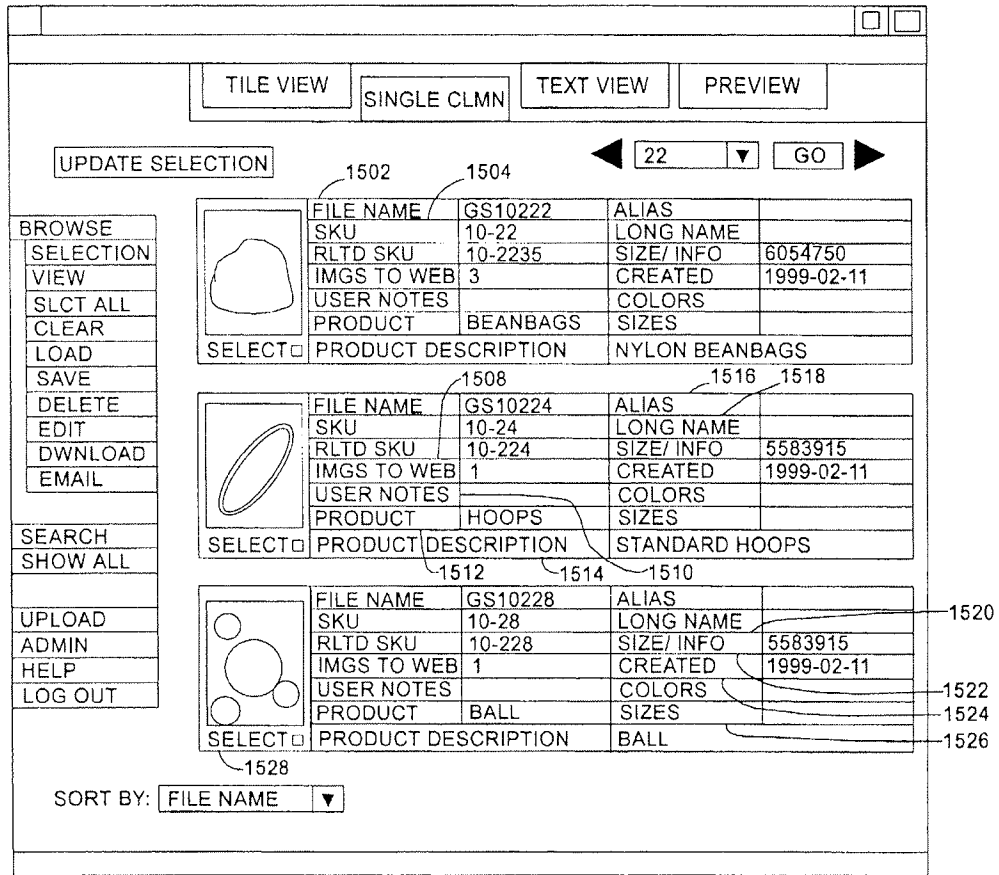 TILE VIEW SINGLE CLMN TEXT VIEW PREVIEW
UPDATE SELECTION 22 GO
1502 1504
BROWSE
SELECTION
VIEW
SLCT ALL
CLEAR
LOAD
SAVE
DELETE
EDIT
DWNLOAD
EMAIL
SEARCH
SHOW ALL
UPLOAD
ADMIN
HELP
LOG OUT
FILE NAME GS10222 ALIAS
SKU 10-22 LONG NAME
RLTD SKU 10-2235 SIZE/ INFO 6054750
IMGS TO WEB 3 CREATED 1999-02-11
USER NOTES COLORS
PRODUCT BEANBAGS SIZES
SELECT PRODUCT DESCRIPTION NYLON BEANBAGS
1508 1516 1518
FILE NAME GS10224 ALIAS
SKU 10-24 LONG NAME
RLTD SKU 10-224 SIZE/ INFO 5583915
IMGS TO WEB 1 CREATED 1999-02-11
USER NOTES COLORS
PRODUCT HOOPS SIZES
SELECT PRODUCT DESCRIPTION STANDARD HOOPS
1512 1514 1510
FILE NAME GS10228 ALIAS
SKU 10-28 LONG NAME 1520
RLTD SKU 10-228 SIZE/ INFO 5583915
IMGS TO WEB 1 CREATED 1999-02-11
USER NOTES COLORS 1522
PRODUCT BALL SIZES 1524
SELECT PRODUCT DESCRIPTION BALL 1526
1528
SORT BY: FILE NAME